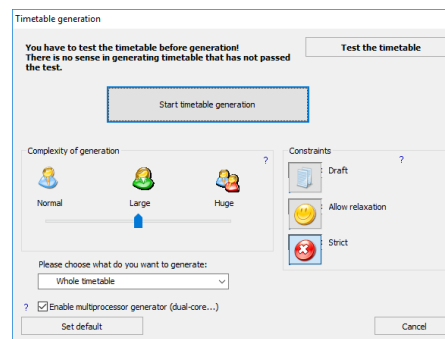 Timetable generation
You have to test the timetable before generation!
There is no sense in generating timetable that has not passed
the test.
Test the timetable
Start timetable generation
Complexity of generation
?
Normal
Large
Huge
Constraints
?
Draft
Allow relaxation
Strict
Please choose what do you want to generate:
Whole timetable
? Enable multiprocessor generator (dual-core...)
Set default
Cancel